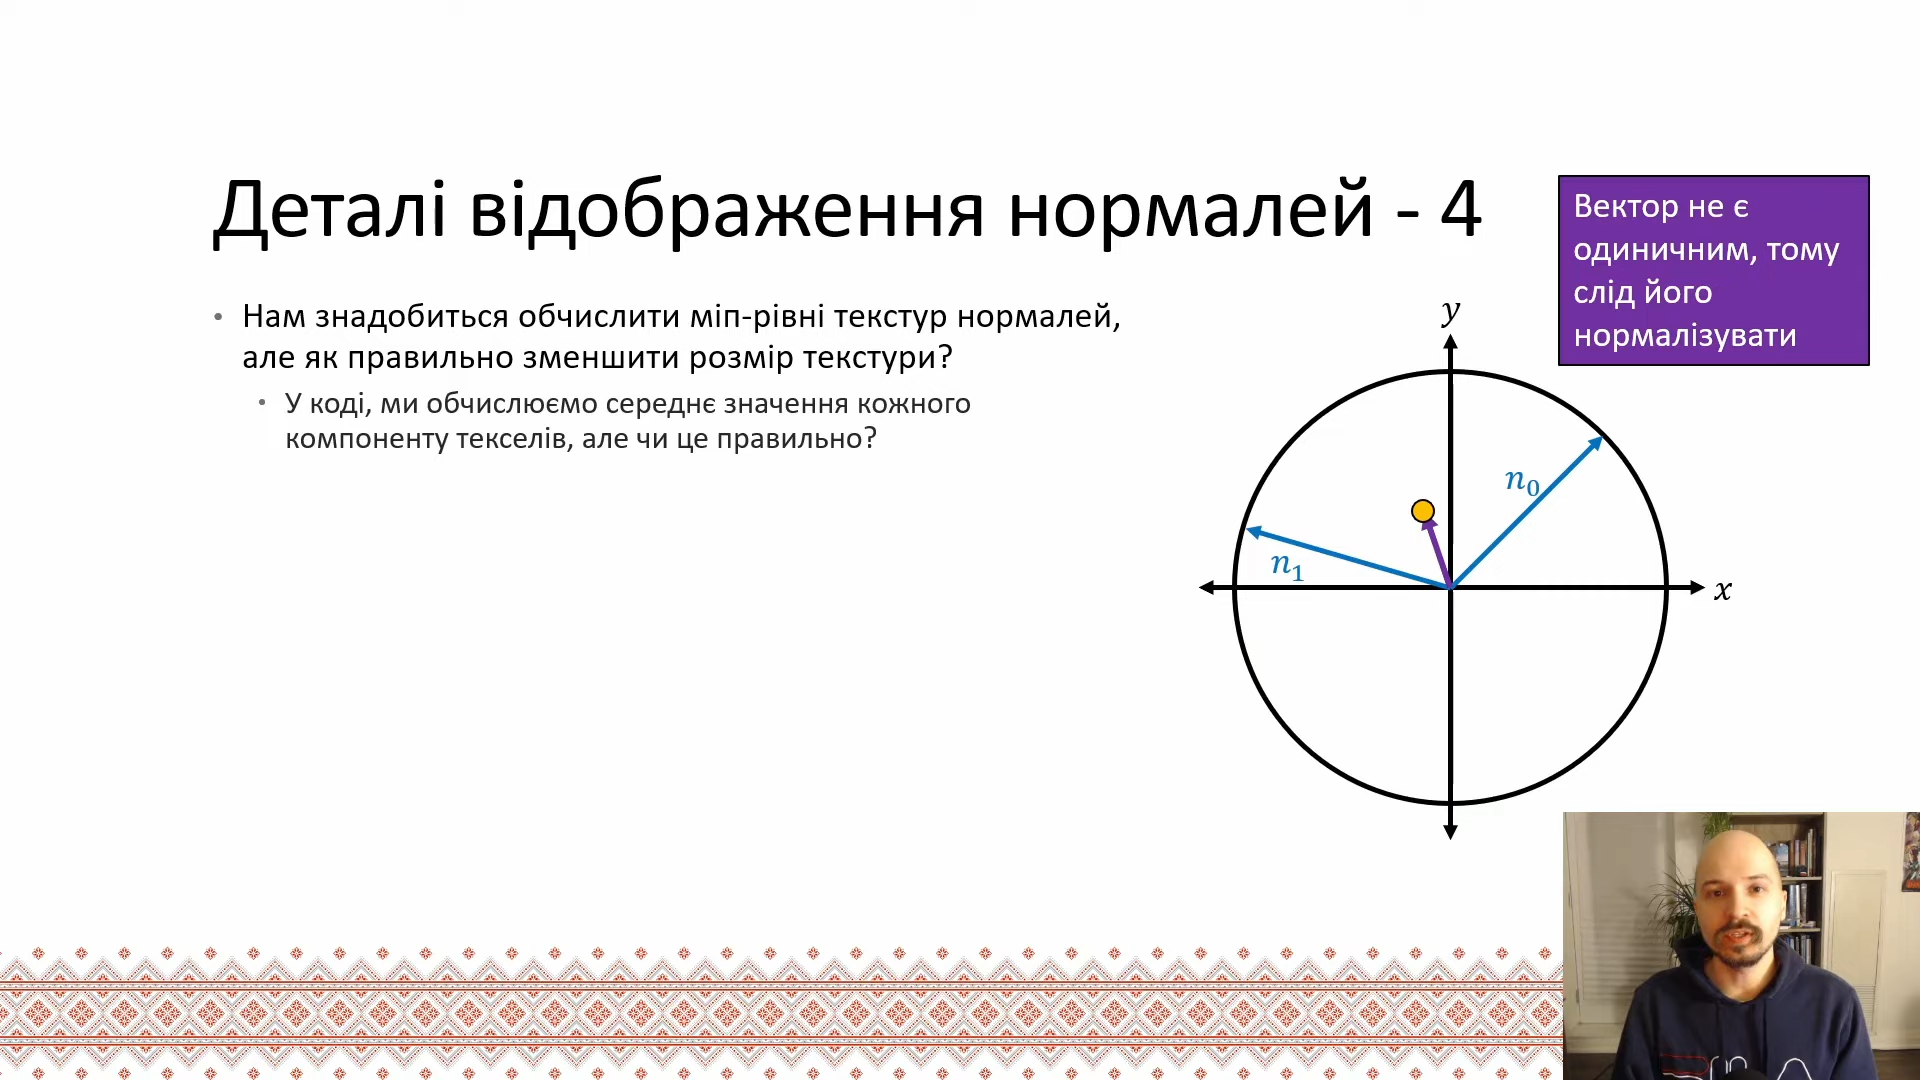 Деталі відображення нормалей - 4
Вектор не є
одиничним, тому
слід його
нормалізувати
• Нам знадобиться обчислити міп-рівні текстур нормалей,
але як правильно зменшити розмір текстури?
• У коді, ми обчислюємо середнє значення кожного
компоненту текселів, але чи це правильно?
y
n₀
n₁
x